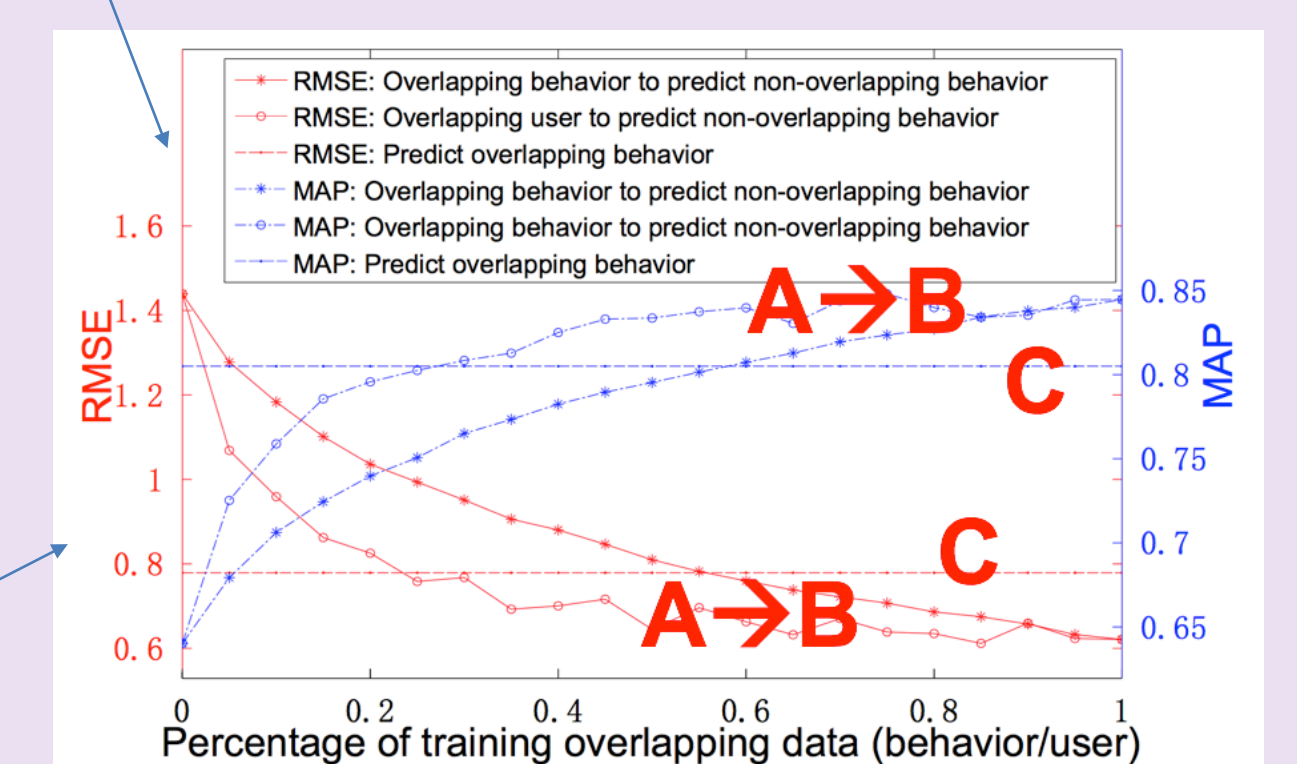 RMSE: Overlapping behavior to predict non-overlapping behavior
RMSE: Overlapping user to predict non-overlapping behavior
RMSE: Predict overlapping behavior
MAP: Overlapping behavior to predict non-overlapping behavior
MAP: Overlapping behavior to predict non-overlapping behavior
MAP: Predict overlapping behavior
1.6
1.4
1.2
1
0.8
0.6
RMSE
A→B
C
C
A→B
0.85
0.8
0.75
0.7
0.65
MAP
0 0.2 0.4 0.6 0.8 1
Percentage of training overlapping data (behavior/user)